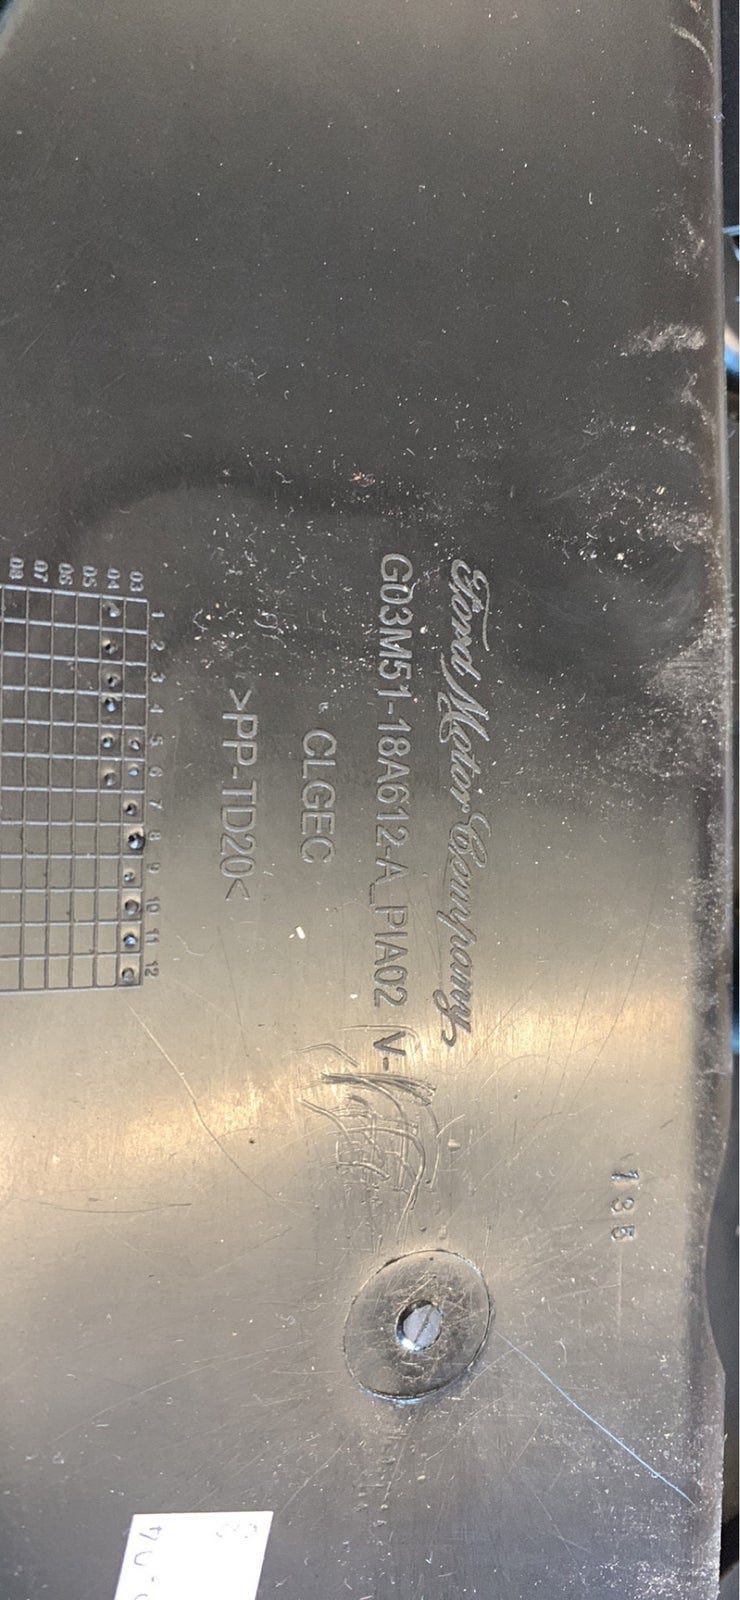 Ford Motor Company
G03M51-18A612-A_PIA02 V-
CLGEC
>PP-TD20<
1 2 3 4 5 6 7 8 9 10 11 12
03
04
05
06
07
08
135